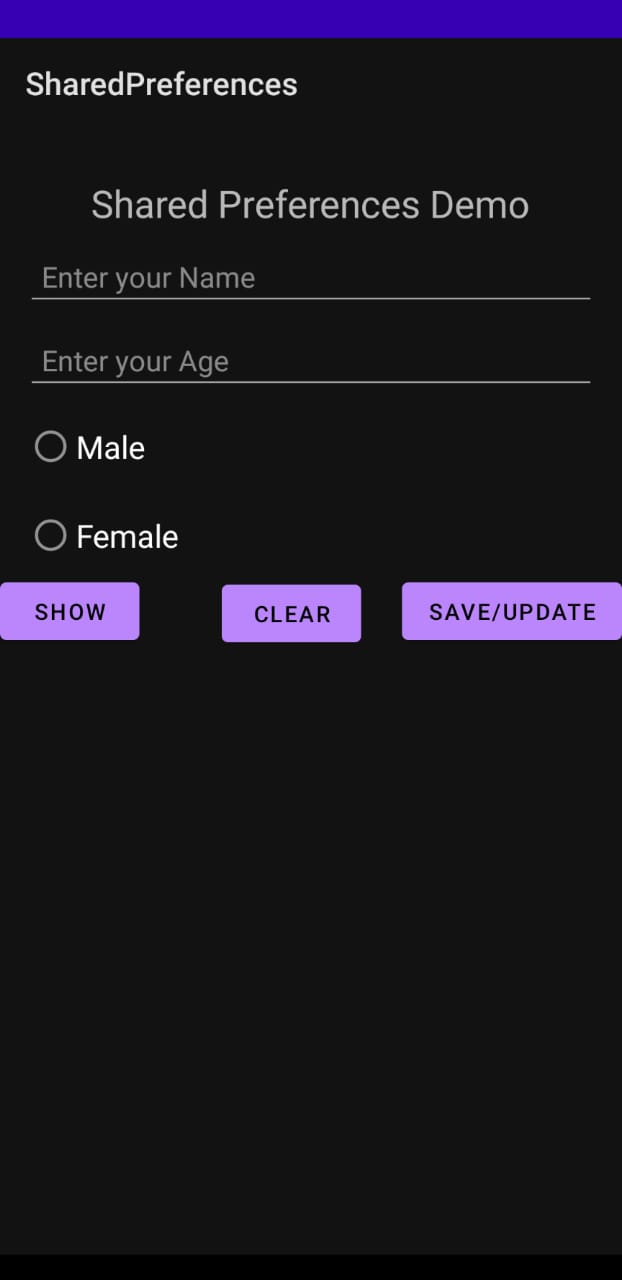 SharedPreferences
Shared Preferences Demo
Enter your Name
Enter your Age
Male
Female
SHOW
CLEAR
SAVE/UPDATE